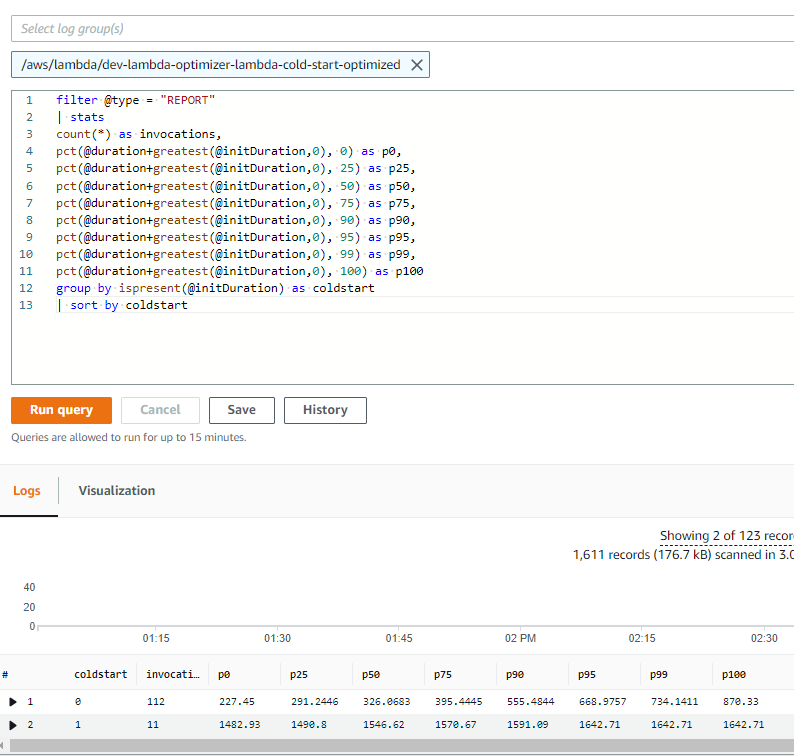 Select log group(s)
/aws/lambda/dev-lambda-optimizer-lambda-cold-start-optimized
1 filter @type = "REPORT"
2 | stats
3 count(*) as invocations,
4 pct(@duration+greatest(@initDuration,0), 0) as p0,
5 pct(@duration+greatest(@initDuration,0), 25) as p25,
6 pct(@duration+greatest(@initDuration,0), 50) as p50,
7 pct(@duration+greatest(@initDuration,0), 75) as p75,
8 pct(@duration+greatest(@initDuration,0), 90) as p90,
9 pct(@duration+greatest(@initDuration,0), 95) as p95,
10 pct(@duration+greatest(@initDuration,0), 99) as p99,
11 pct(@duration+greatest(@initDuration,0), 100) as p100
12 group by ispresent(@initDuration) as coldstart
13 | sort by coldstart
Run query Cancel Save History
Queries are allowed to run for up to 15 minutes.
Logs Visualization
Showing 2 of 123 recor
1,611 records (176.7 kB) scanned in 3.0
40
20
0
01:15 01:30 01:45 02 PM 02:15 02:30
# coldstart invocati… p0 p25 p50 p75 p90 p95 p99 p100
1 0 112 227.45 291.2446 326.0683 395.4445 555.4844 668.9757 734.1411 870.33
2 1 11 1482.93 1490.8 1546.62 1570.67 1591.09 1642.71 1642.71 1642.71